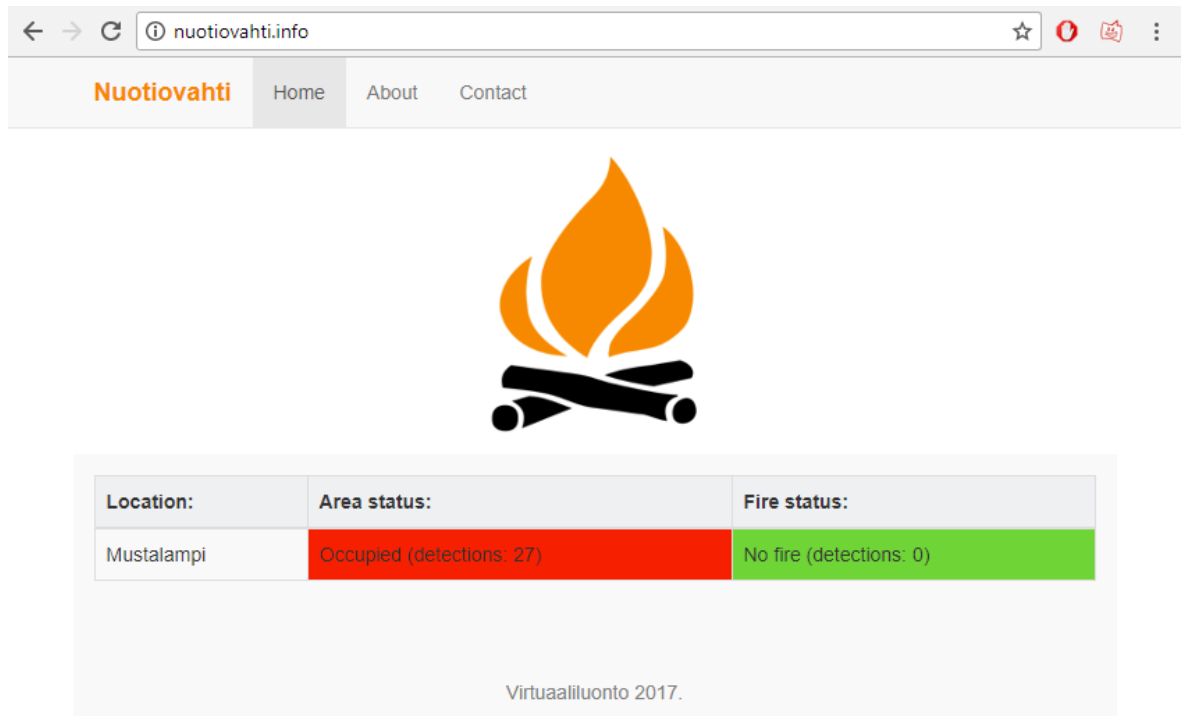 nuotiovahti.info
Nuotiovahti Home About Contact
Location: Area status: Fire status:
Mustalampi Occupied (detections: 27) No fire (detections: 0)
Virtuaaliluonto 2017.